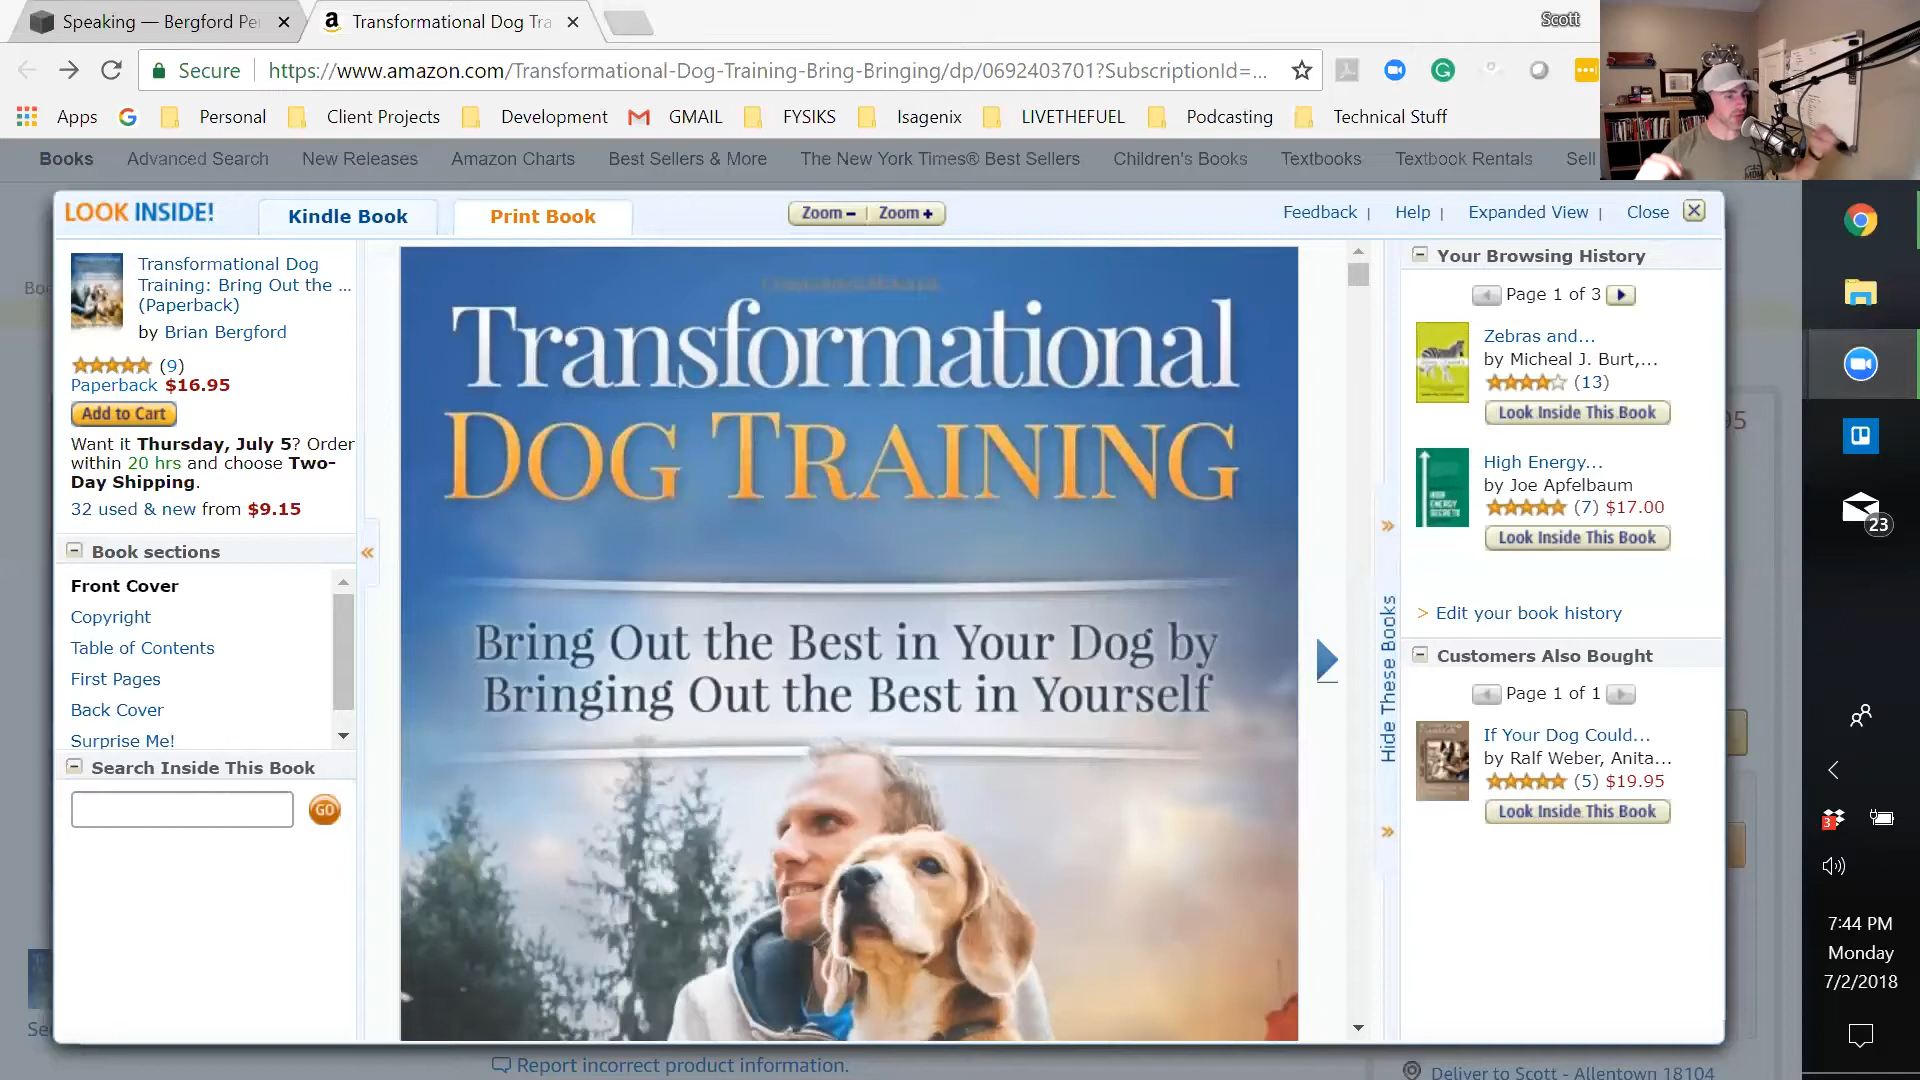 Speaking — Bergford Pe
Transformational Dog Tra
Scott
Secure
https://www.amazon.com/Transformational-Dog-Training-Bring-Bringing/dp/0692403701?SubscriptionId=...
Apps
Personal
Client Projects
Development
GMAIL
FYSIKS
Isagenix
LIVETHEFUEL
Podcasting
Technical Stuff
Books
Advanced Search
New Releases
Amazon Charts
Best Sellers & More
The New York Times® Best Sellers
Children's Books
Textbooks
Textbook Rentals
Sell
LOOK INSIDE!
Kindle Book
Print Book
Zoom –
Zoom +
Feedback |
Help |
Expanded View |
Close
Transformational Dog
Training: Bring Out the ...
(Paperback)
by Brian Bergford
(9)
Paperback $16.95
Add to Cart
Want it Thursday, July 5? Order
within 20 hrs and choose Two-
Day Shipping.
32 used & new from $9.15
Book sections
Front Cover
Copyright
Table of Contents
First Pages
Back Cover
Surprise Me!
Search Inside This Book
GO
Transformational
DOG TRAINING
Bring Out the Best in Your Dog by
Bringing Out the Best in Yourself
Hide These Books
Your Browsing History
Page 1 of 3
Zebras and...
by Micheal J. Burt,...
(13)
Look Inside This Book
High Energy...
by Joe Apfelbaum
(7) $17.00
Look Inside This Book
> Edit your book history
Customers Also Bought
Page 1 of 1
If Your Dog Could...
by Ralf Weber, Anita...
(5) $19.95
Look Inside This Book
Report incorrect product information.
Deliver to Scott - Allentown 18104
23
3
7:44 PM
Monday
7/2/2018